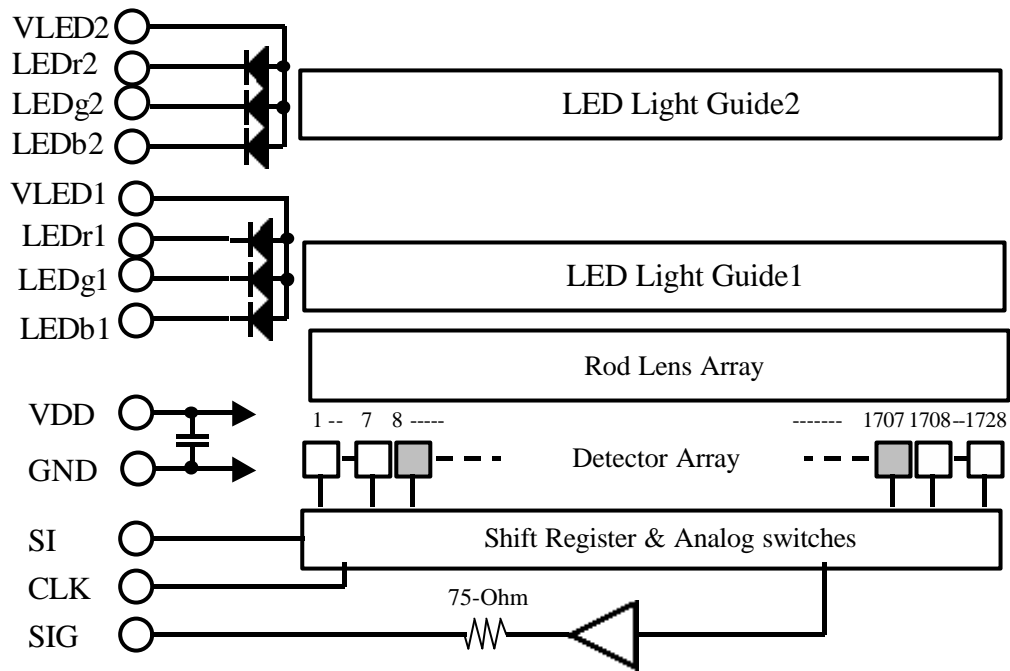 VLED2
LEDr2
LEDg2
LEDb2
LED Light Guide2
VLED1
LEDr1
LEDg1
LEDb1
LED Light Guide1
Rod Lens Array
VDD
GND
1 -- 7 8 -----
------- 1707 1708--1728
Detector Array
SI
Shift Register & Analog switches
CLK
75-Ohm
SIG